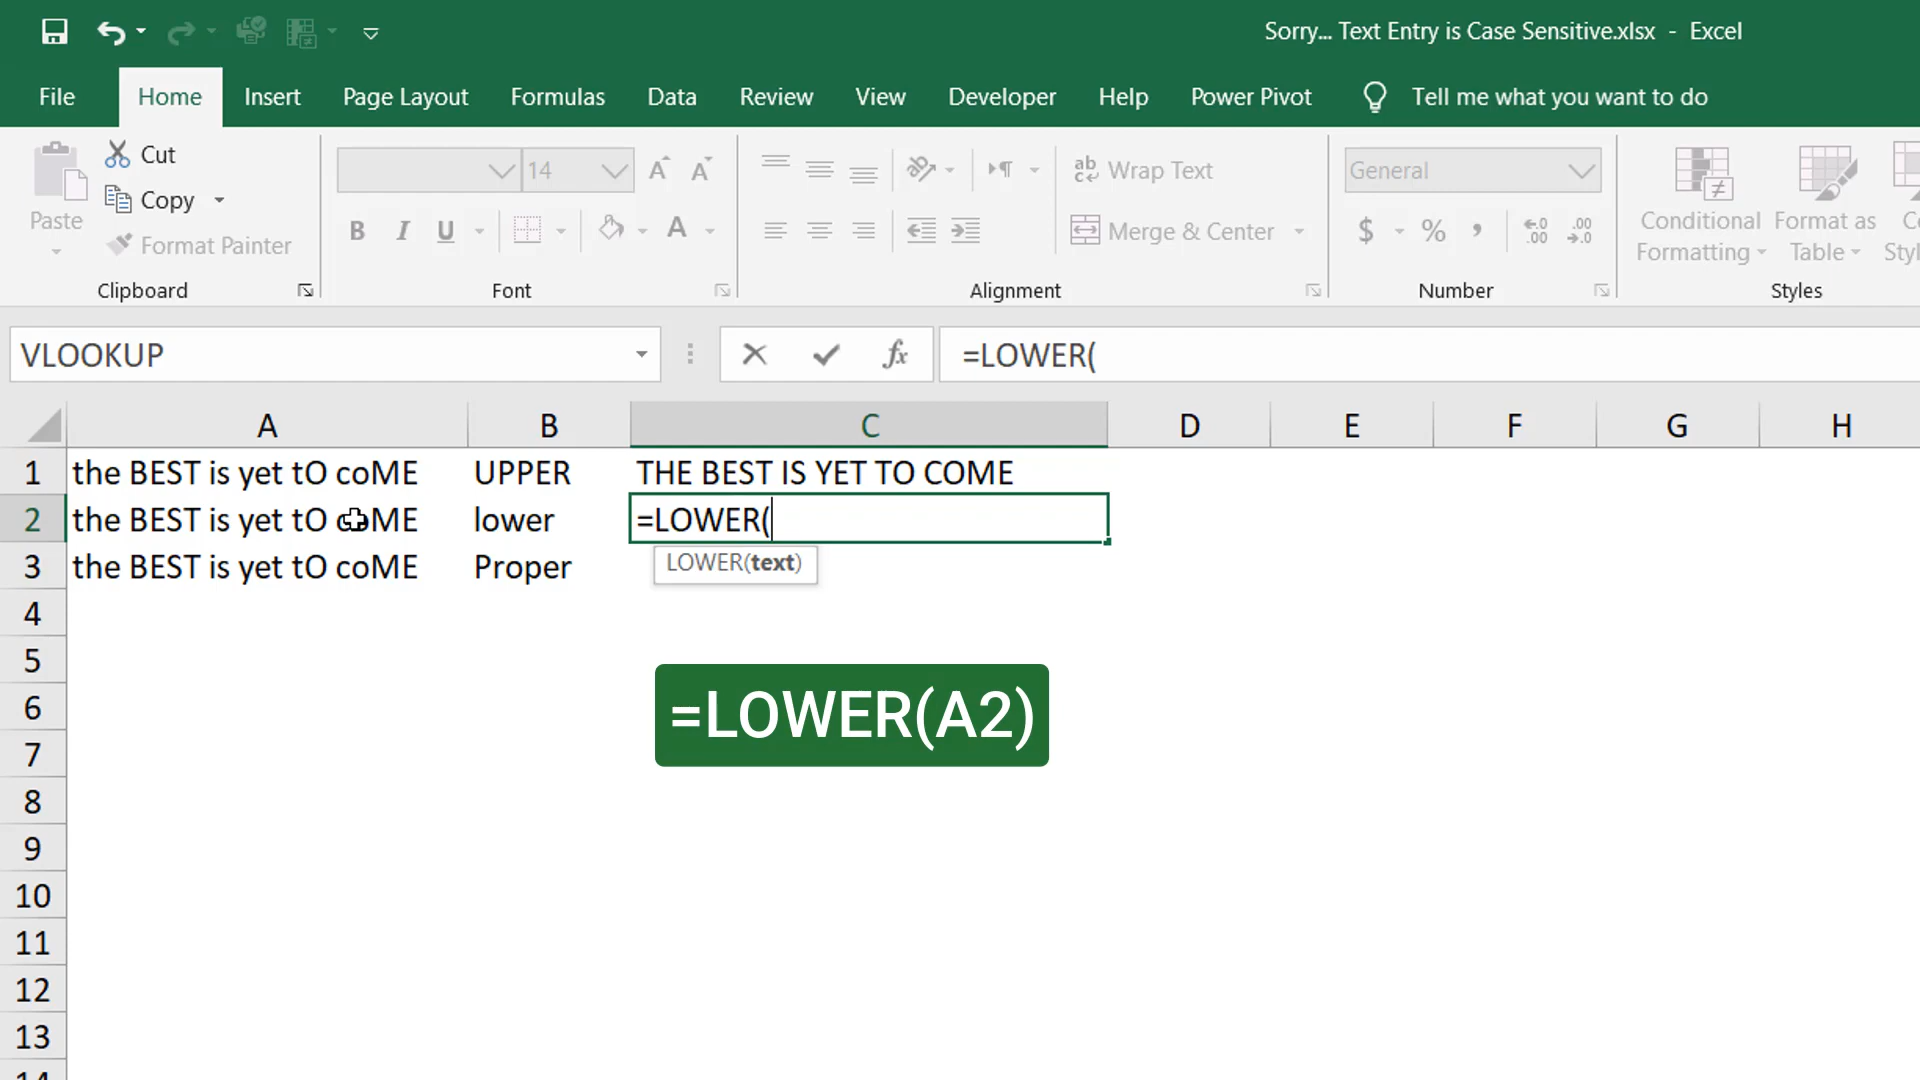 Sorry... Text Entry is Case Sensitive.xlsx - Excel
File Home Insert Page Layout Formulas Data Review View Developer Help Power Pivot Tell me what you want to do
Paste
Cut
Copy
Format Painter
Clipboard
14
B I U
Font
Wrap Text
Merge & Center
Alignment
General
$ % ,
Number
Conditional Formatting
Format as Table
Styles
VLOOKUP
fx
=LOWER(
A B C D E F G H
1 the BEST is yet tO coME UPPER THE BEST IS YET TO COME
2 the BEST is yet tO coME lower =LOWER(
3 the BEST is yet tO coME Proper
LOWER(text)
4
5
6
=LOWER(A2)
7
8
9
10
11
12
13